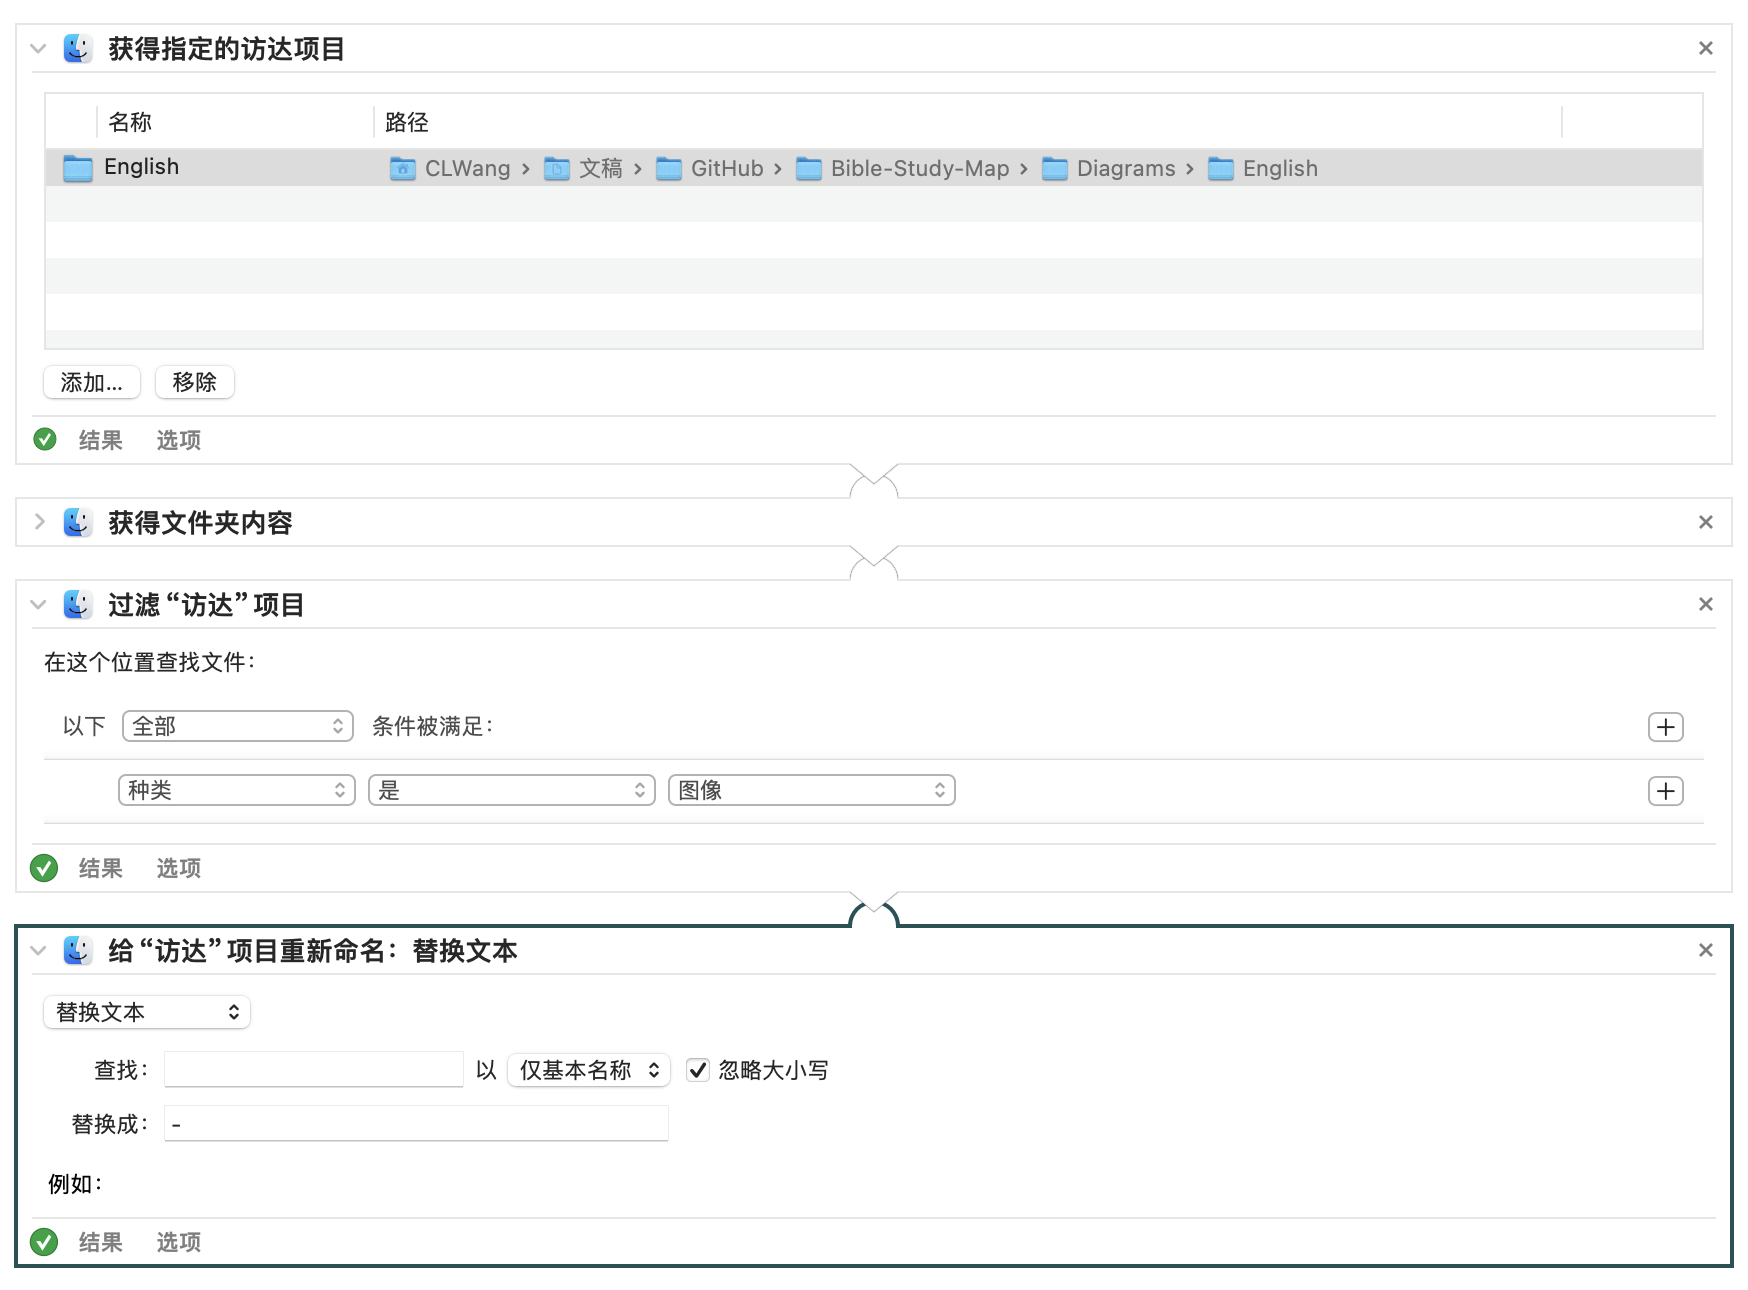 获得指定的访达项目
名称 路径
English CLWang › 文稿 › GitHub › Bible-Study-Map › Diagrams › English
添加... 移除
结果 选项
获得文件夹内容
过滤“访达”项目
在这个位置查找文件：
以下 全部 条件被满足：
种类 是 图像
结果 选项
给“访达”项目重新命名：替换文本
替换文本
查找： 以 仅基本名称 忽略大小写
替换成： -
例如：
结果 选项